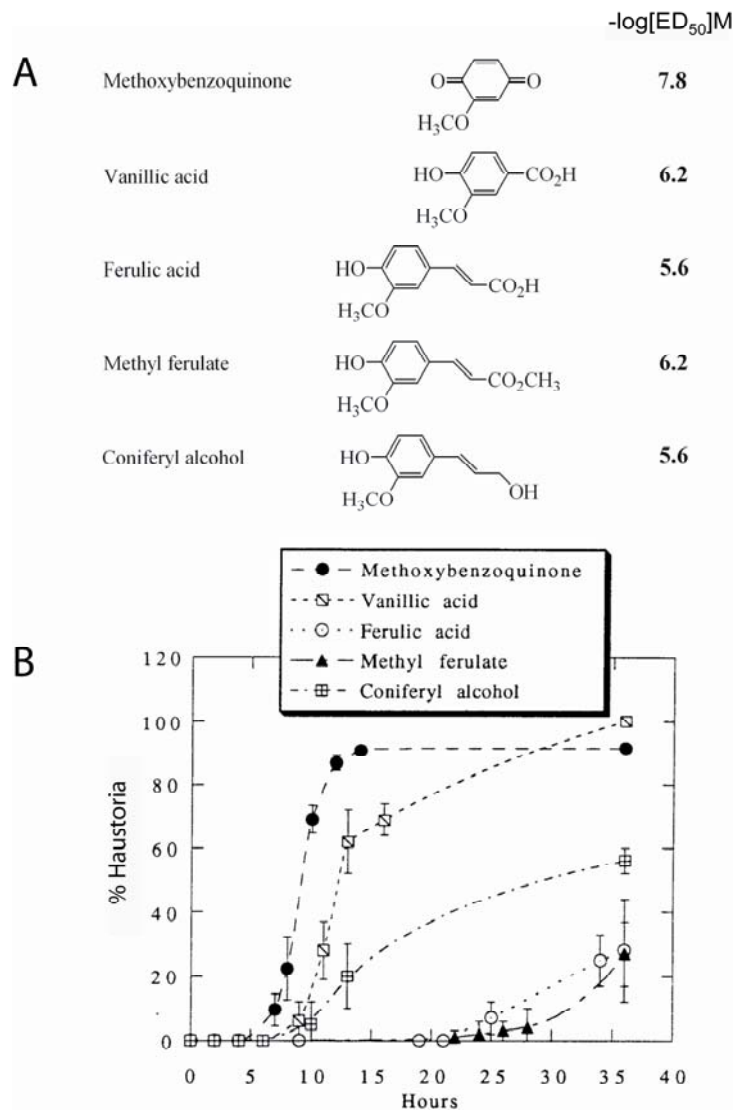 -log[ED50]M
A
Methoxybenzoquinone
O
O
H3CO
7.8
Vanillic acid
HO
CO2H
H3CO
6.2
Ferulic acid
HO
CO2H
H3CO
5.6
Methyl ferulate
HO
CO2CH3
H3CO
6.2
Coniferyl alcohol
HO
OH
H3CO
5.6
Methoxybenzoquinone
Vanillic acid
Ferulic acid
Methyl ferulate
Coniferyl alcohol
B
% Haustoria
120
100
80
60
40
20
0
0 5 10 15 20 25 30 35 40
Hours